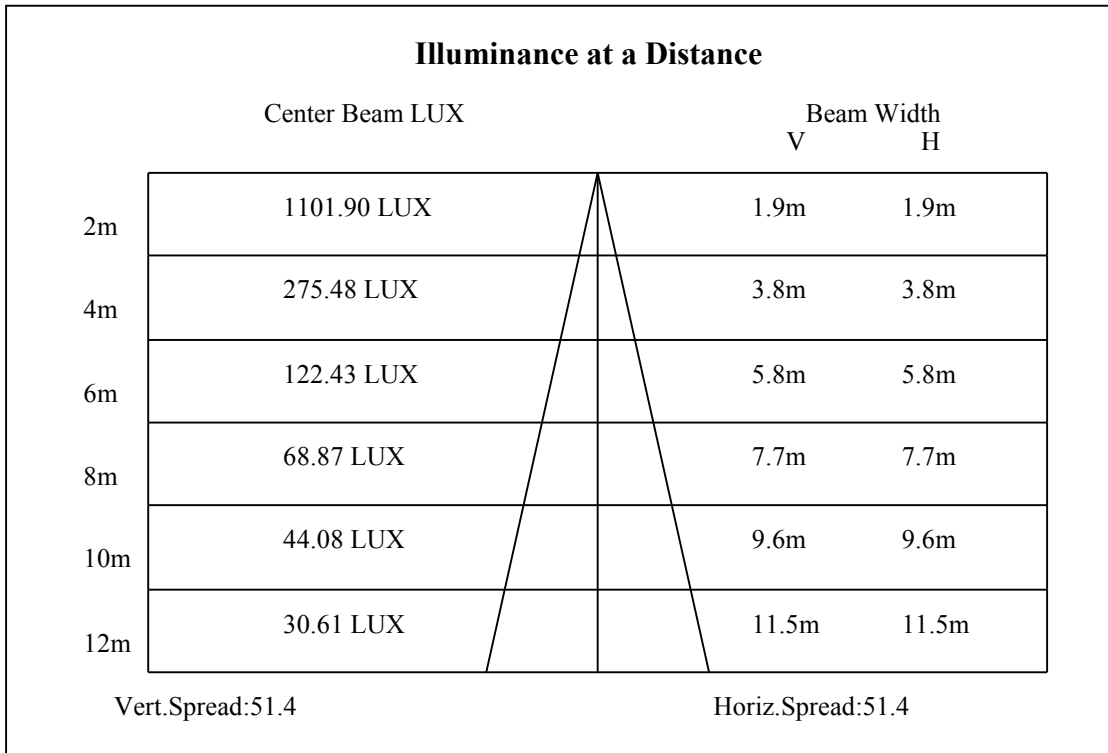 Illuminance at a Distance
Center Beam LUX Beam Width
V H
2m 1101.90 LUX 1.9m 1.9m
4m 275.48 LUX 3.8m 3.8m
6m 122.43 LUX 5.8m 5.8m
8m 68.87 LUX 7.7m 7.7m
10m 44.08 LUX 9.6m 9.6m
12m 30.61 LUX 11.5m 11.5m
Vert.Spread:51.4 Horiz.Spread:51.4